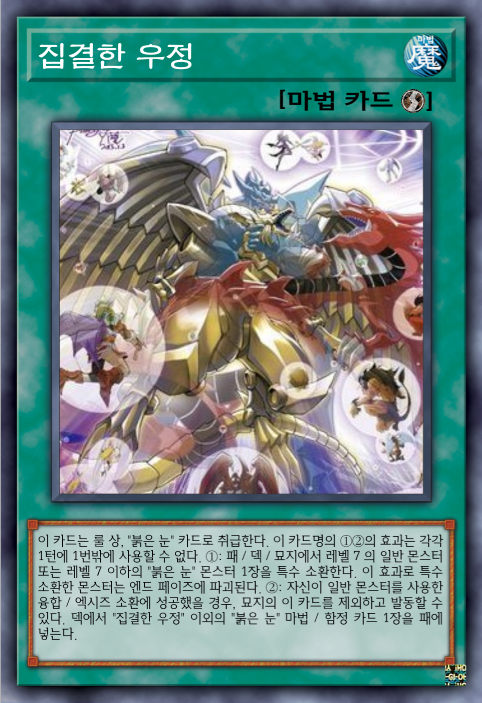 집결한 우정
마법
魔
[마법 카드]
이 카드는 룰 상, "붉은 눈" 카드로 취급한다. 이 카드명의 ①②의 효과는 각각
1턴에 1번밖에 사용할 수 없다. ①: 패 / 덱 / 묘지에서 레벨 7 의 일반 몬스터
또는 레벨 7 이하의 "붉은 눈" 몬스터 1장을 특수 소환한다. 이 효과로 특수
소환한 몬스터는 엔드 페이즈에 파괴된다. ②: 자신이 일반 몬스터를 사용한
융합 / 엑시즈 소환에 성공했을 경우, 묘지의 이 카드를 제외하고 발동할 수
있다. 덱에서 "집결한 우정" 이외의 "붉은 눈" 마법 / 함정 카드 1장을 패에
넣는다.